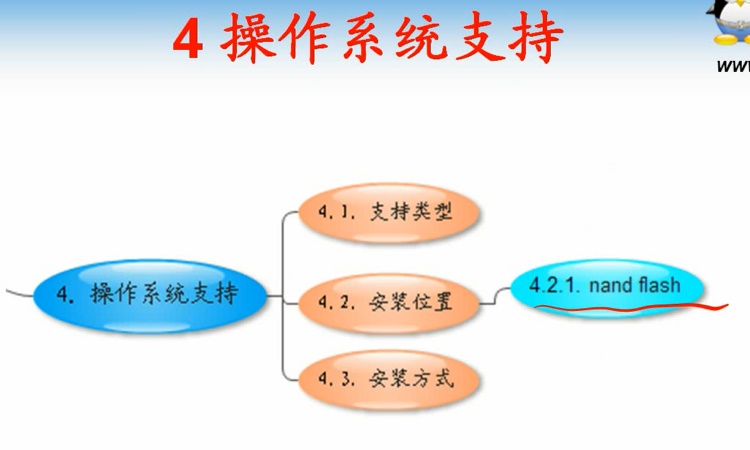 4 操作系统支持
www
4.1. 支持类型
4. 操作系统支持
4.2. 安装位置
4.2.1. nand flash
4.3. 安装方式